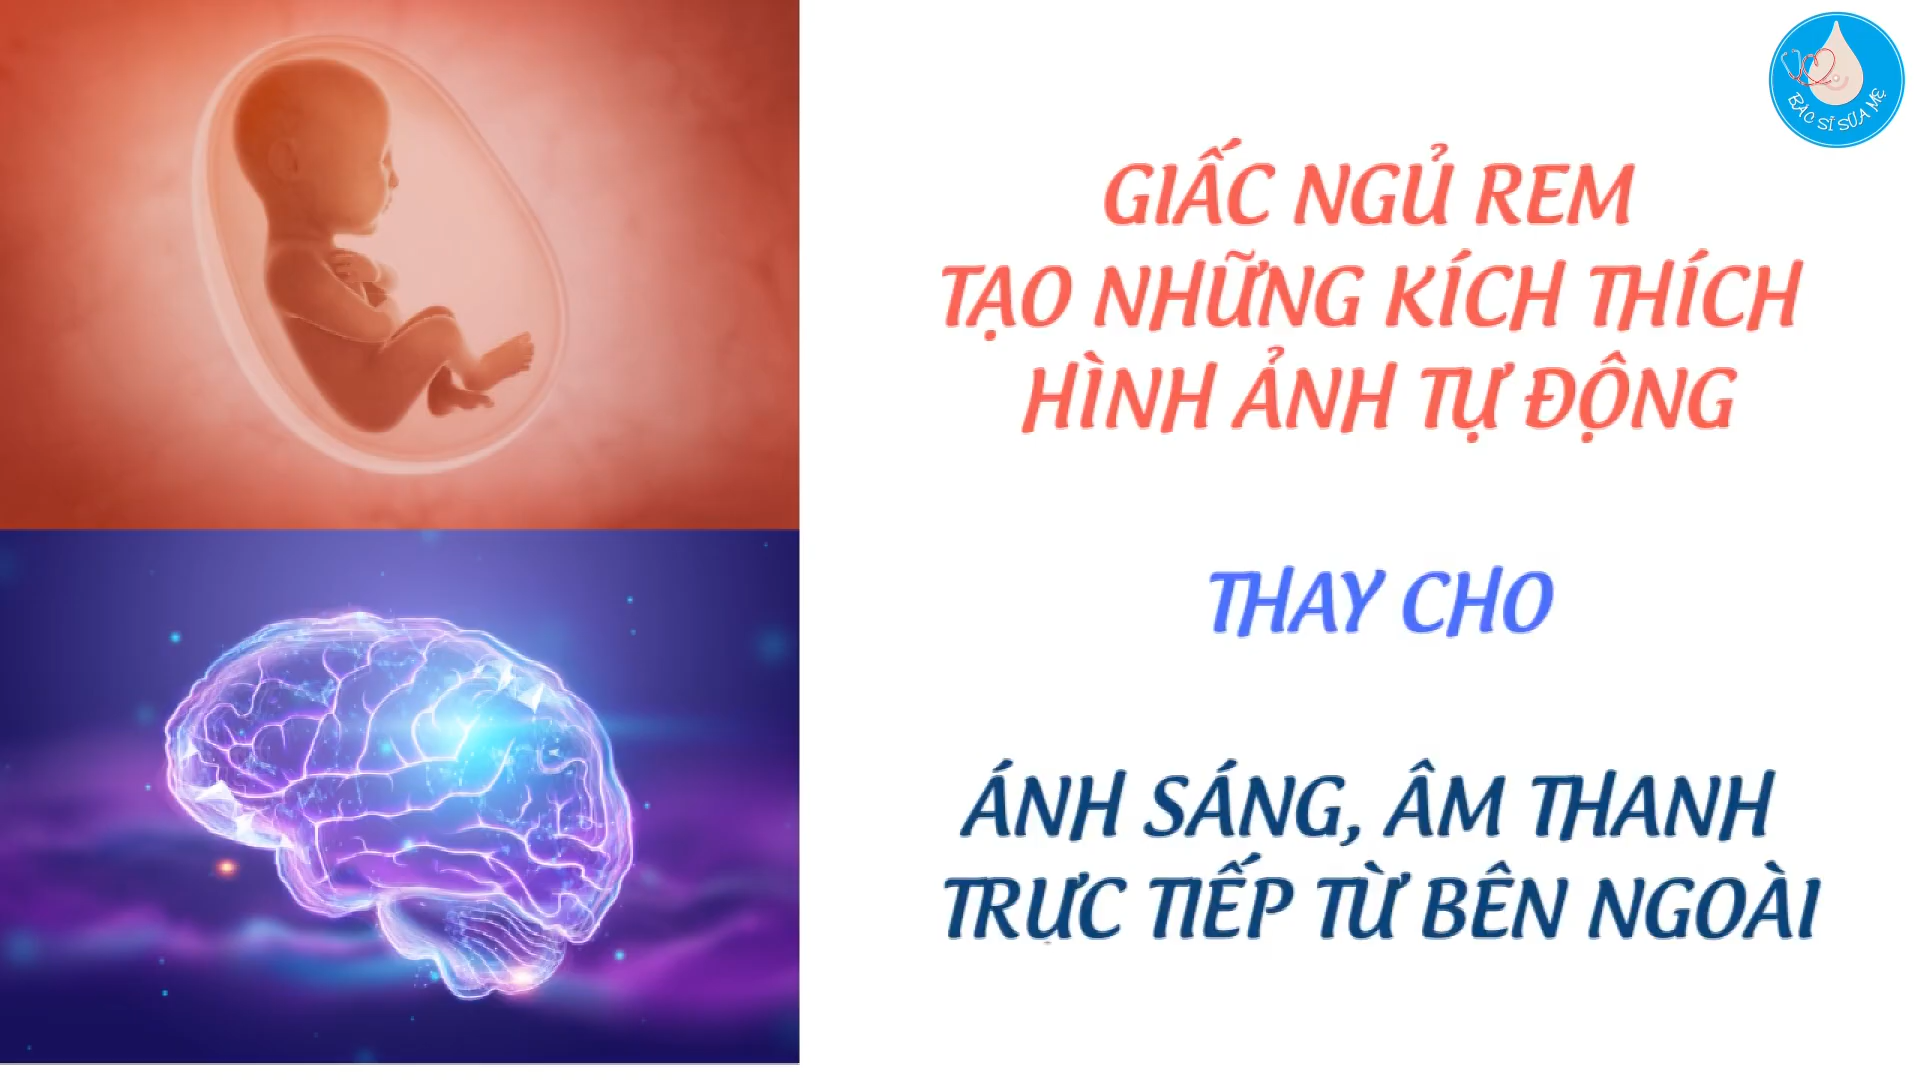 BÁC SĨ SỮA MẸ
GIẤC NGỦ REM
TẠO NHỮNG KÍCH THÍCH
HÌNH ẢNH TỰ ĐỘNG
THAY CHO
ÁNH SÁNG, ÂM THANH
TRỰC TIẾP TỪ BÊN NGOÀI